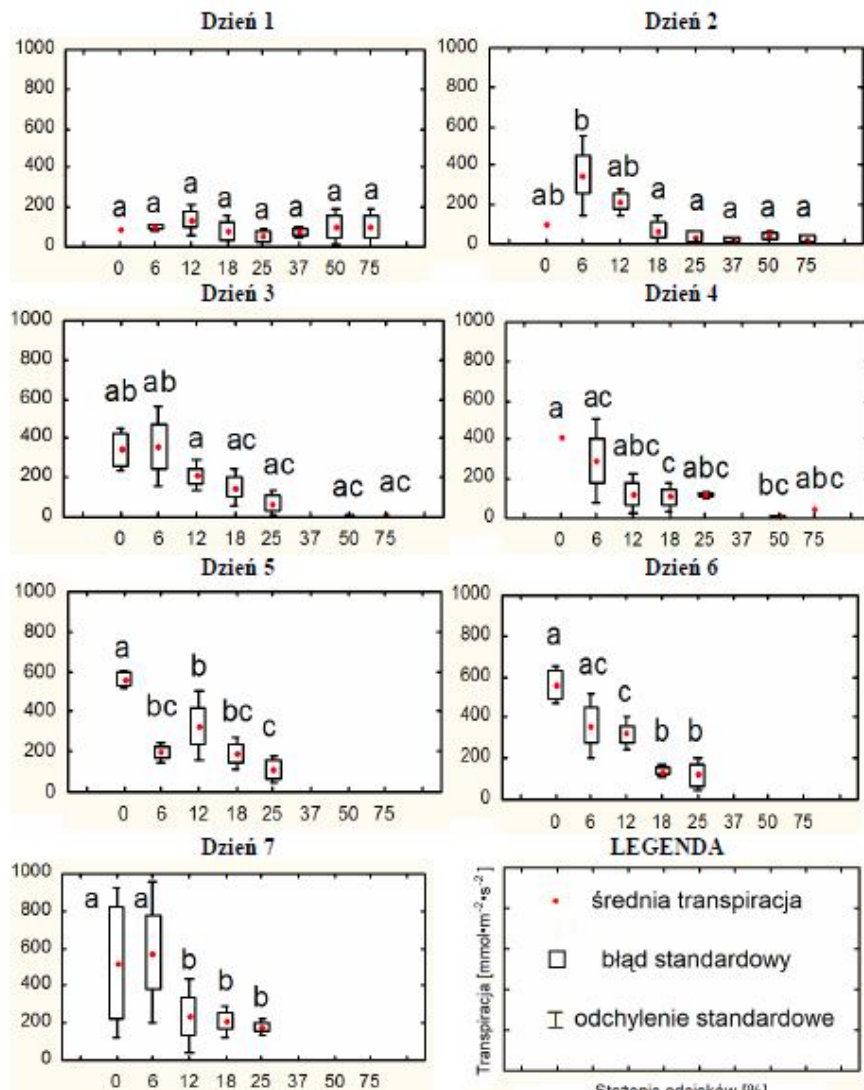 Dzień 1
1000
800
600
400
200
0
a a a a a a a a
0 6 12 18 25 37 50 75
Dzień 2
1000
800
600
400
200
0
ab b ab a a a a a
0 6 12 18 25 37 50 75
Dzień 3
1000
800
600
400
200
0
ab ab a ac ac ac ac
0 6 12 18 25 37 50 75
Dzień 4
1000
800
600
400
200
0
a ac abc c abc bc abc
0 6 12 18 25 37 50 75
Dzień 5
1000
800
600
400
200
0
a bc b bc c
0 6 12 18 25 37 50 75
Dzień 6
1000
800
600
400
200
0
a ac c b b
0 6 12 18 25 37 50 75
Dzień 7
1000
800
600
400
200
0
a a b b b
0 6 12 18 25 37 50 75
LEGENDA
Transpiracja [mmol•m⁻²•s⁻²]
średnia transpiracja
błąd standardowy
odchylenie standardowe